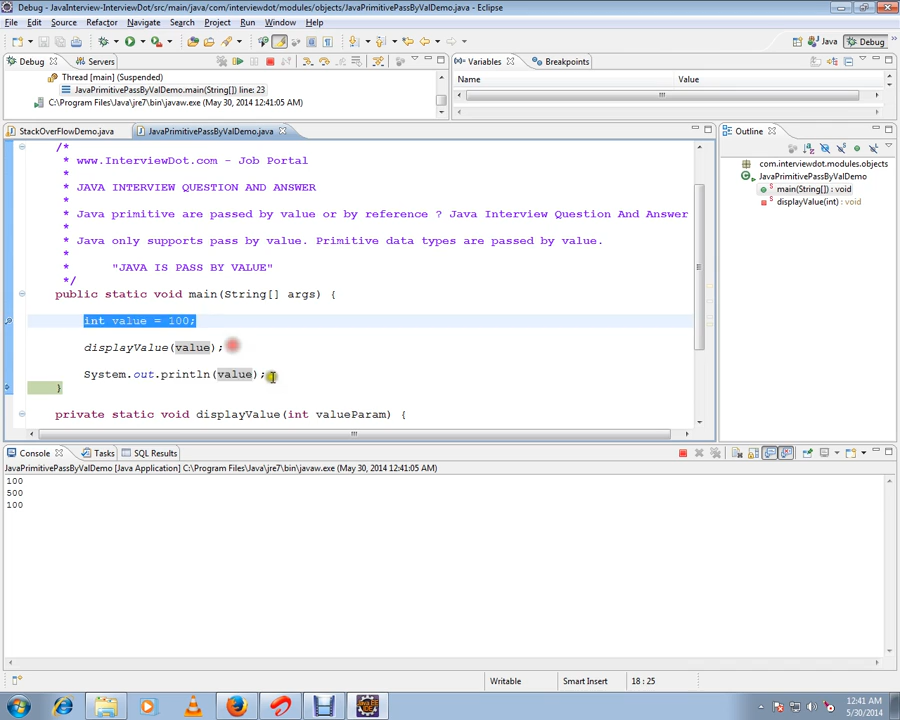 Debug - JavaInterview-InterviewDot/src/main/java/com/interviewdot/modules/objects/JavaPrimitivePassByValDemo.java - Eclipse
File Edit Source Refactor Navigate Search Project Run Window Help
Java Debug
Debug Servers
Variables Breakpoints
Thread [main] (Suspended)
JavaPrimitivePassByValDemo.main(String[]) line: 23
C:\Program Files\Java\jre7\bin\javaw.exe (May 30, 2014 12:41:05 AM)
Name Value
StackOverFlowDemo.java JavaPrimitivePassByValDemo.java
Outline
com.interviewdot.modules.objects
JavaPrimitivePassByValDemo
main(String[]) : void
displayValue(int) : void
/*
* www.InterviewDot.com - Job Portal
*
* JAVA INTERVIEW QUESTION AND ANSWER
*
* Java primitive are passed by value or by reference ? Java Interview Question And Answer
*
* Java only supports pass by value. Primitive data types are passed by value.
*
* "JAVA IS PASS BY VALUE"
*/
public static void main(String[] args) {
int value = 100;
displayValue(value);
System.out.println(value);
}
private static void displayValue(int valueParam) {
Console Tasks SQL Results
JavaPrimitivePassByValDemo [Java Application] C:\Program Files\Java\jre7\bin\javaw.exe (May 30, 2014 12:41:05 AM)
100
500
100
Writable Smart Insert 18 : 25
12:41 AM
5/30/2014